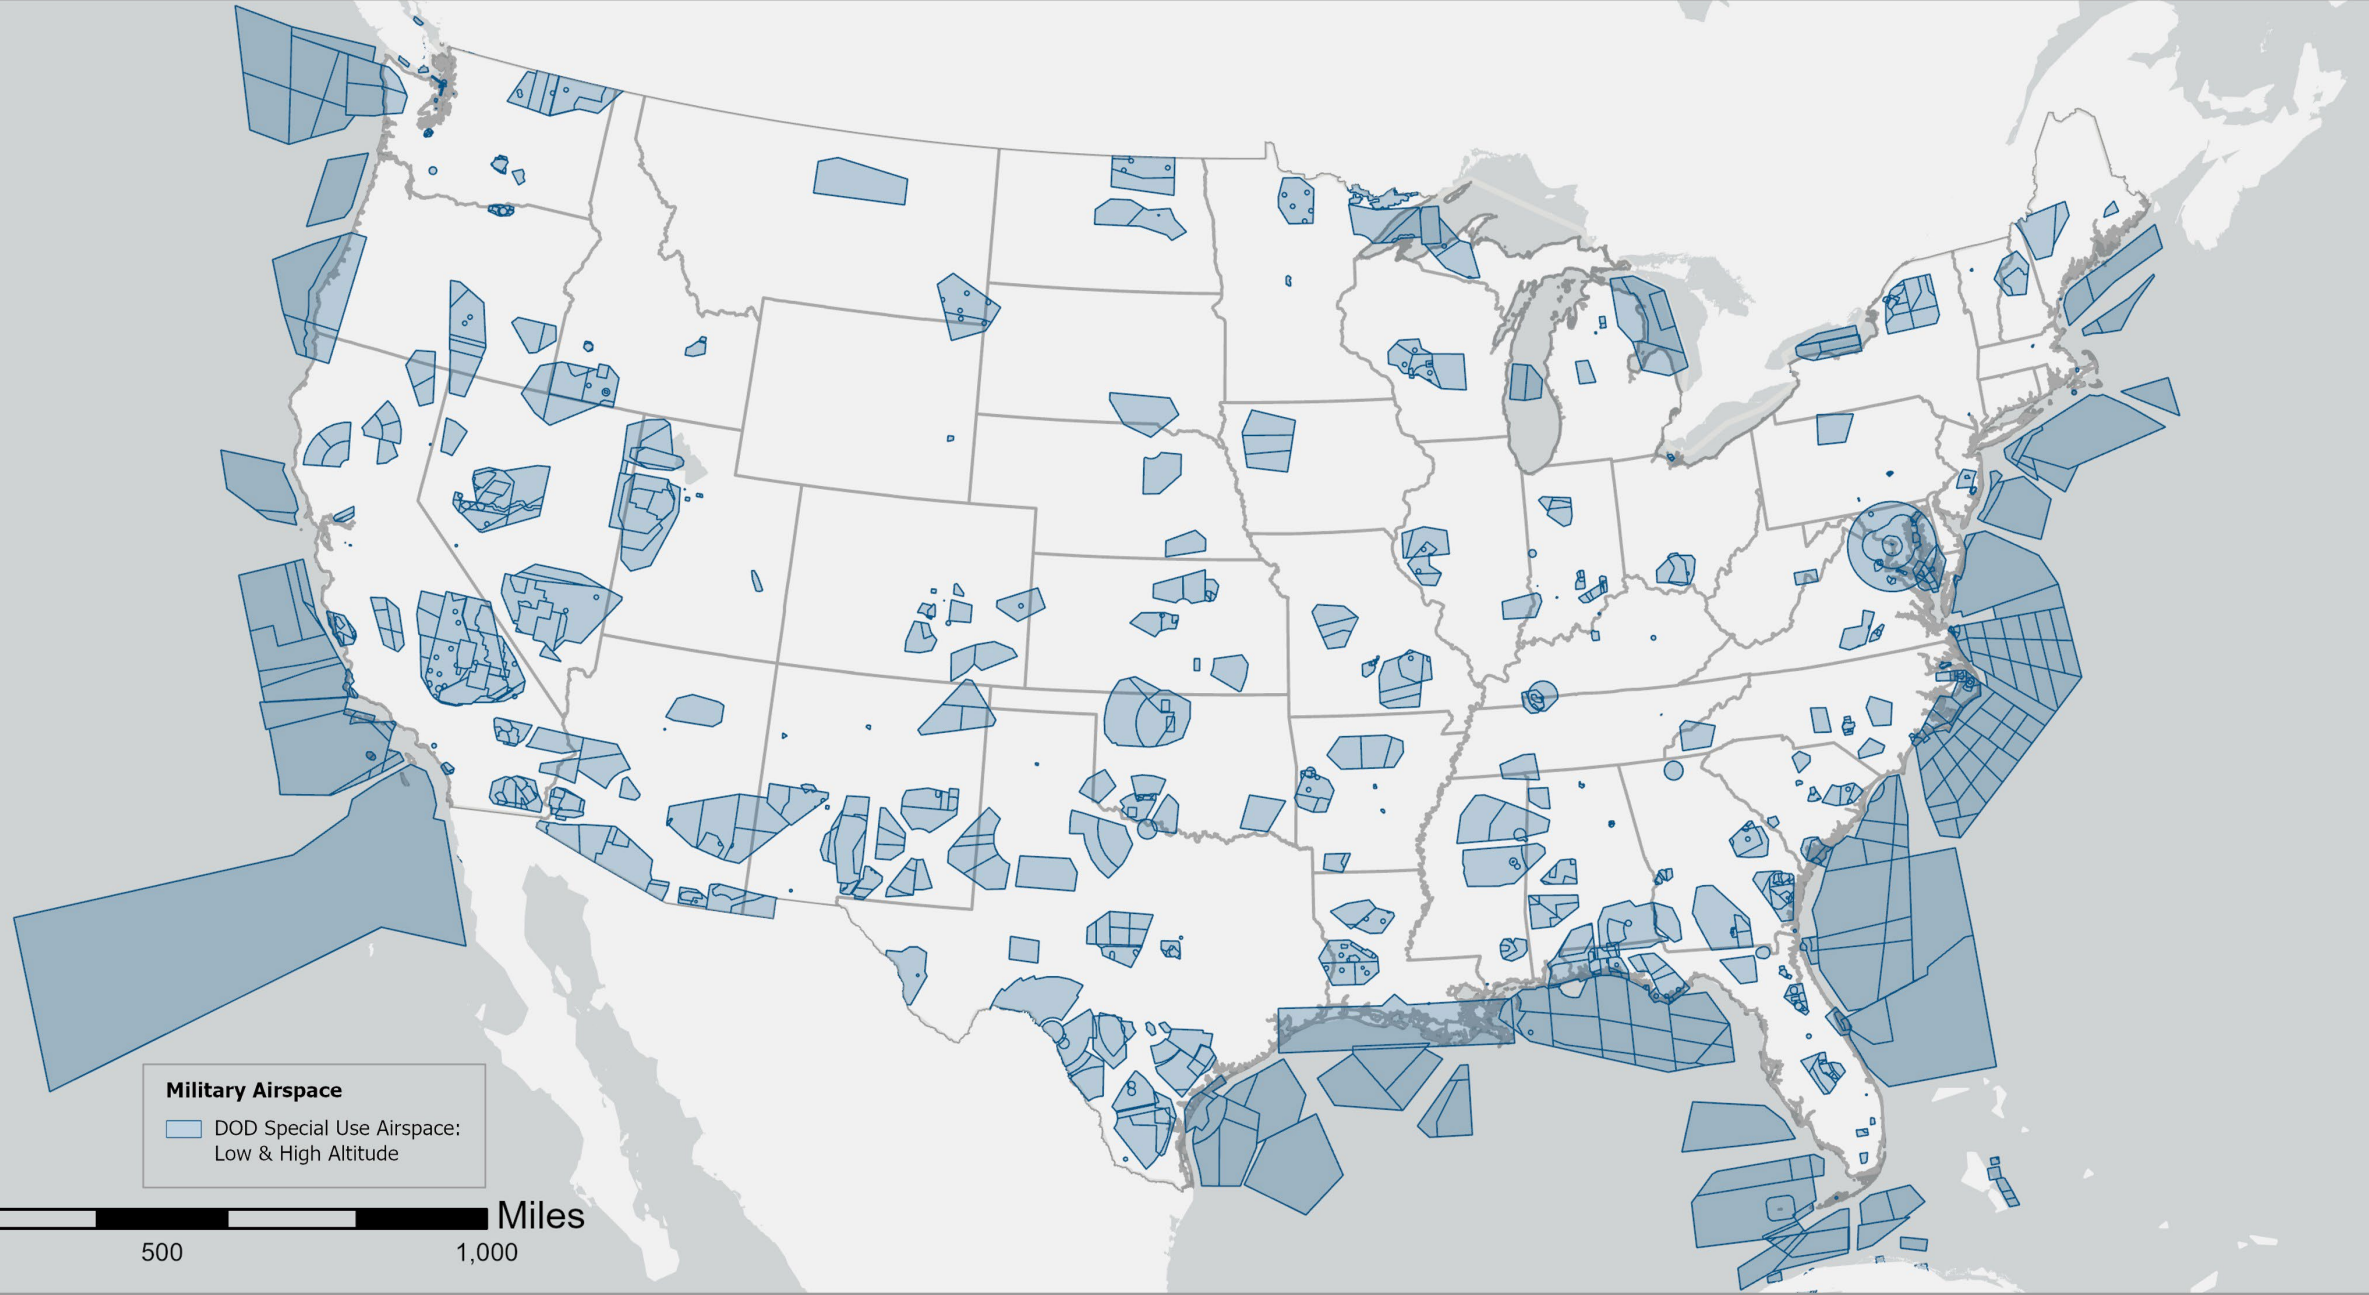 Military Airspace
DOD Special Use Airspace:
Low & High Altitude
Miles
500
1,000